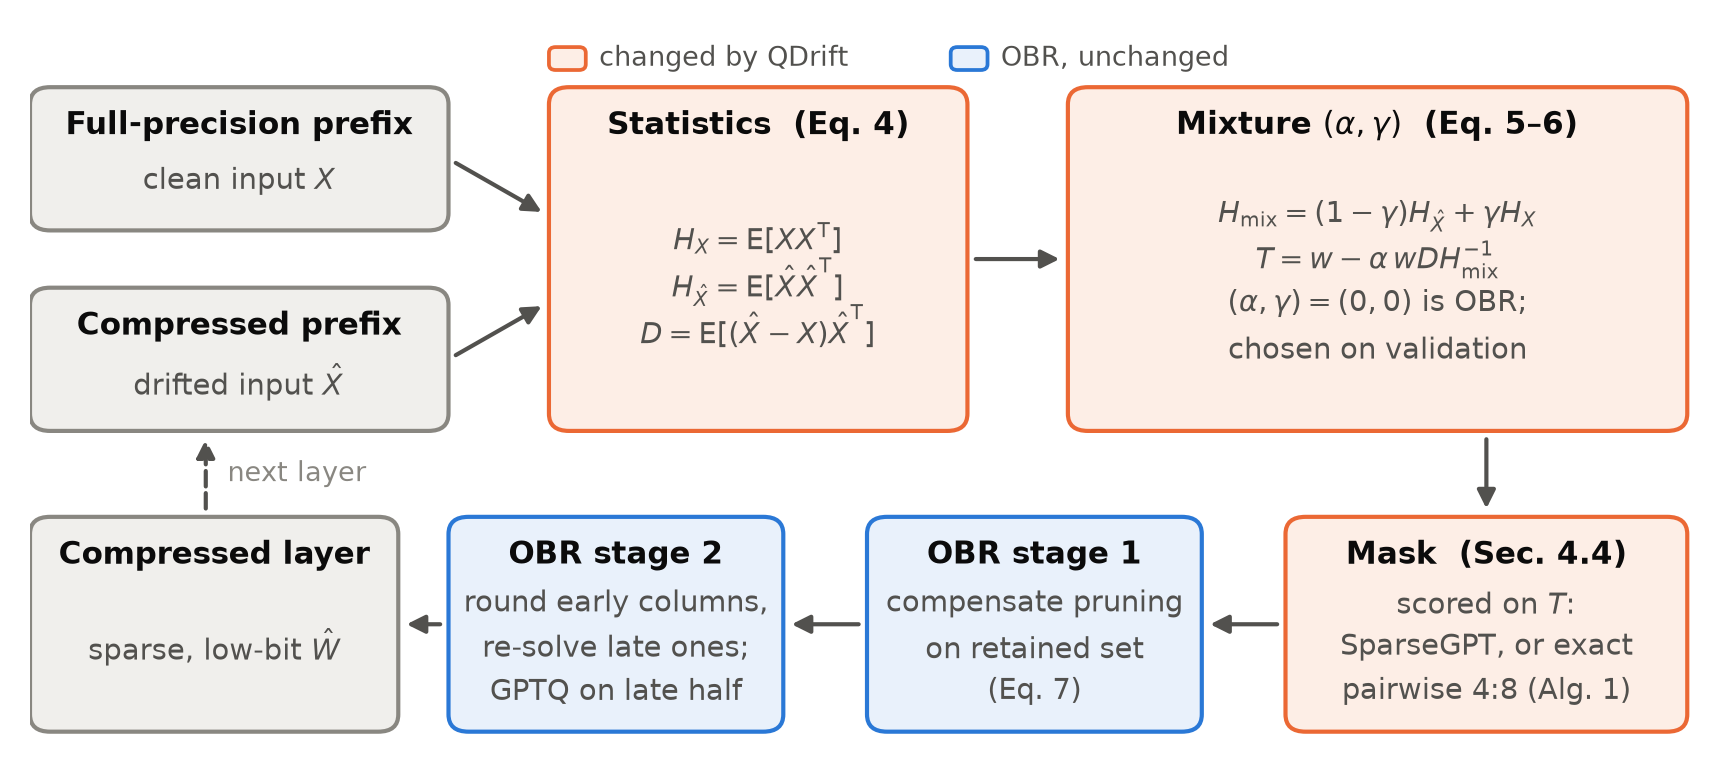 changed by QDrift
OBR, unchanged
Full-precision prefix
clean input X
Compressed prefix
drifted input X̂
next layer
Statistics (Eq. 4)
H_X = E[XX^T]
H_X̂ = E[X̂X̂^T]
D = E[(X̂ − X)X̂^T]
Mixture (α, γ) (Eq. 5–6)
H_mix = (1 − γ)H_X̂ + γH_X
T = w − α wDH_mix^−1
(α, γ) = (0, 0) is OBR;
chosen on validation
Mask (Sec. 4.4)
scored on T:
SparseGPT, or exact
pairwise 4:8 (Alg. 1)
OBR stage 1
compensate pruning
on retained set
(Eq. 7)
OBR stage 2
round early columns,
re-solve late ones;
GPTQ on late half
Compressed layer
sparse, low-bit Ŵ